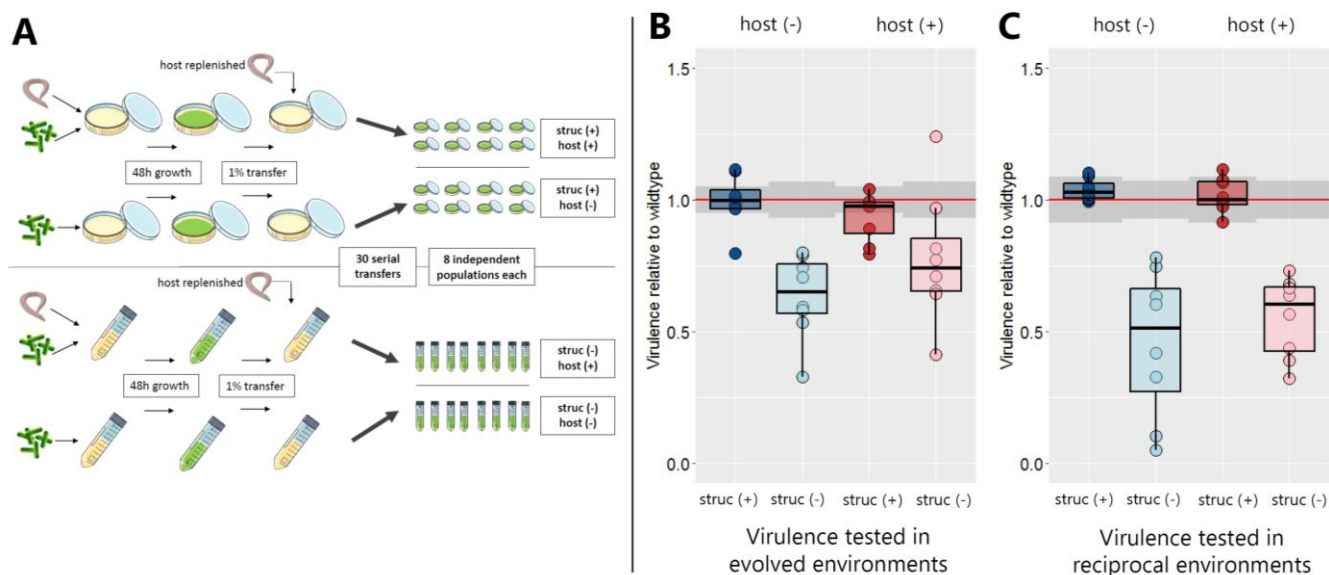 A
host replenished
48h growth
1% transfer
struc (+)
host (+)
struc (+)
host (-)
30 serial
transfers
8 independent
populations each
host replenished
48h growth
1% transfer
struc (-)
host (+)
struc (-)
host (-)
B
host (-)
host (+)
Virulence relative to wildtype
1.5
1.0
0.5
0.0
struc (+)
struc (-)
struc (+)
struc (-)
Virulence tested in
evolved environments
C
host (-)
host (+)
Virulence relative to wildtype
1.5
1.0
0.5
0.0
struc (+)
struc (-)
struc (+)
struc (-)
Virulence tested in
reciprocal environments